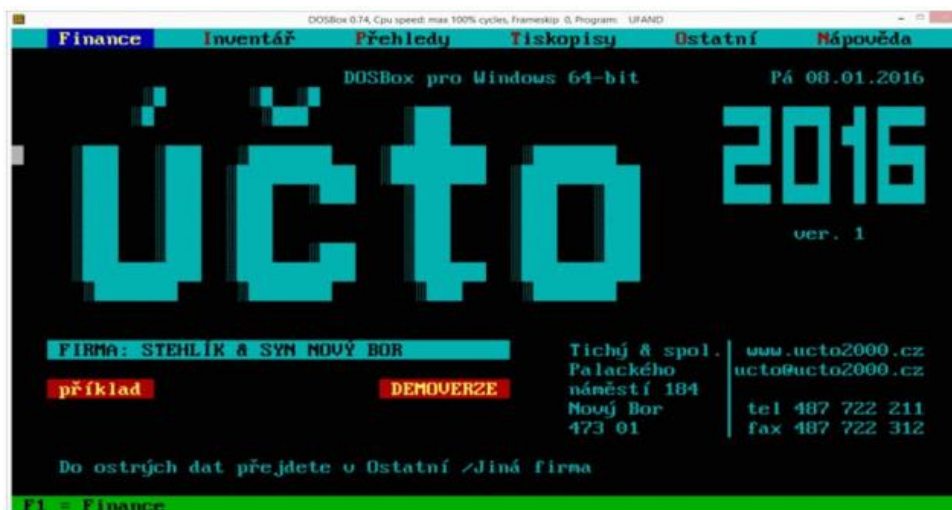 DOSBox 0.74, Cpu speed: max 100% cycles, Frameskip 0, Program: UFAND
Finance Inventář Přehledy Tiskopisy Ostatní Nápověda
DOSBox pro Windows 64-bit Pá 08.01.2016
účto 2016
ver. 1
FIRMA: STEHLÍK & SYN NOVÝ BOR
příklad DEMOVERZE
Tichý & spol.
Palackého
náměstí 184
Nový Bor
473 01
www.ucto2000.cz
ucto@ucto2000.cz
tel 487 722 211
fax 487 722 312
Do ostrých dat přejdete v Ostatní /Jiná firma
F1 = Finance